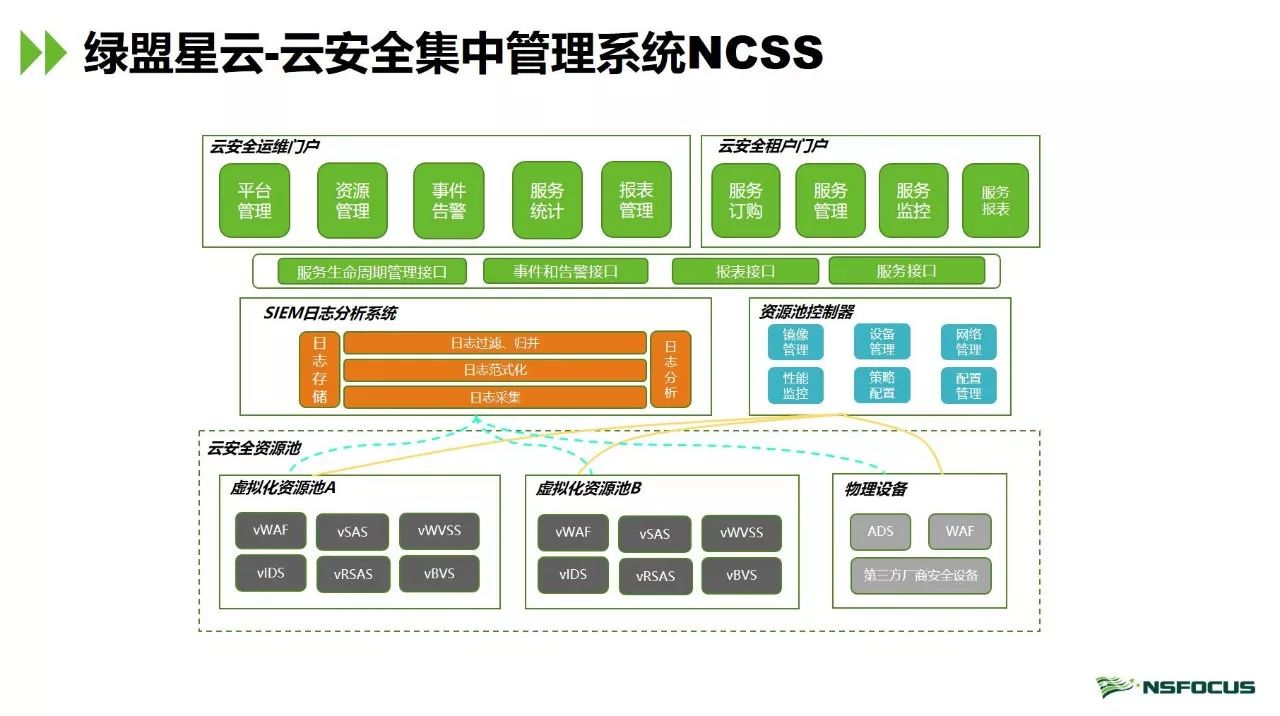 绿盟星云-云安全集中管理系统NCSS
云安全运维门户
平台
管理
资源
管理
事件
告警
服务
统计
报表
管理
云安全租户门户
服务
订购
服务
管理
服务
监控
服务
报表
服务生命周期管理接口
事件和告警接口
报表接口
服务接口
SIEM日志分析系统
日
志
存
储
日志过滤、归并
日志范式化
日志采集
日
志
分
析
资源池控制器
镜像
管理
设备
管理
网络
管理
性能
监控
策略
配置
配置
管理
云安全资源池
虚拟化资源池A
vWAF
vSAS
vWVSS
vIDS
vRSAS
vBVS
虚拟化资源池B
vWAF
vSAS
vWVSS
vIDS
vRSAS
vBVS
物理设备
ADS
WAF
第三方厂商安全设备
NSFOCUS